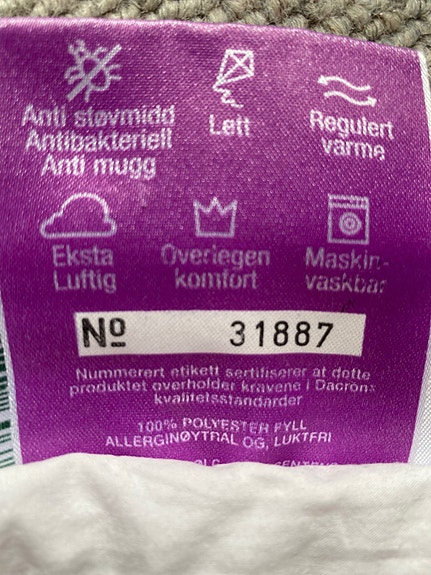 Anti støvmidd
Antibakteriell
Anti mugg
Lett
Regulert
varme
Eksta
Luftig
Overlegen
komfort
Maskin-
vaskbar
Nº 31887
Nummerert etikett sertifiserer at dette
produktet overholder kravene i Dacron:
kvalitetsstandarder
100% POLYESTER FYLL
ALLERGINØYTRAL OG, LUKTFRI